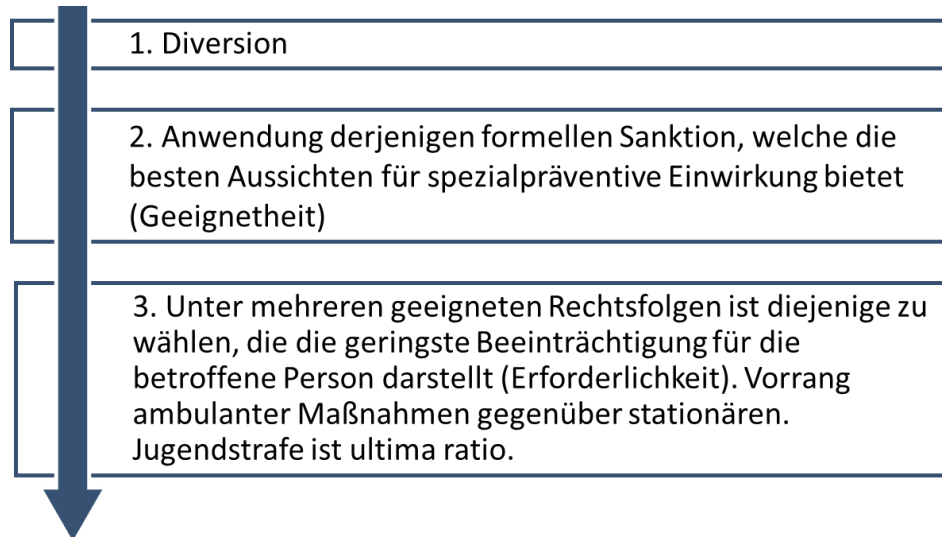 1. Diversion
2. Anwendung derjenigen formellen Sanktion, welche die
besten Aussichten für spezialpräventive Einwirkung bietet
(Geeignetheit)
3. Unter mehreren geeigneten Rechtsfolgen ist diejenige zu
wählen, die die geringste Beeinträchtigung für die
betroffene Person darstellt (Erforderlichkeit). Vorrang
ambulanter Maßnahmen gegenüber stationären.
Jugendstrafe ist ultima ratio.